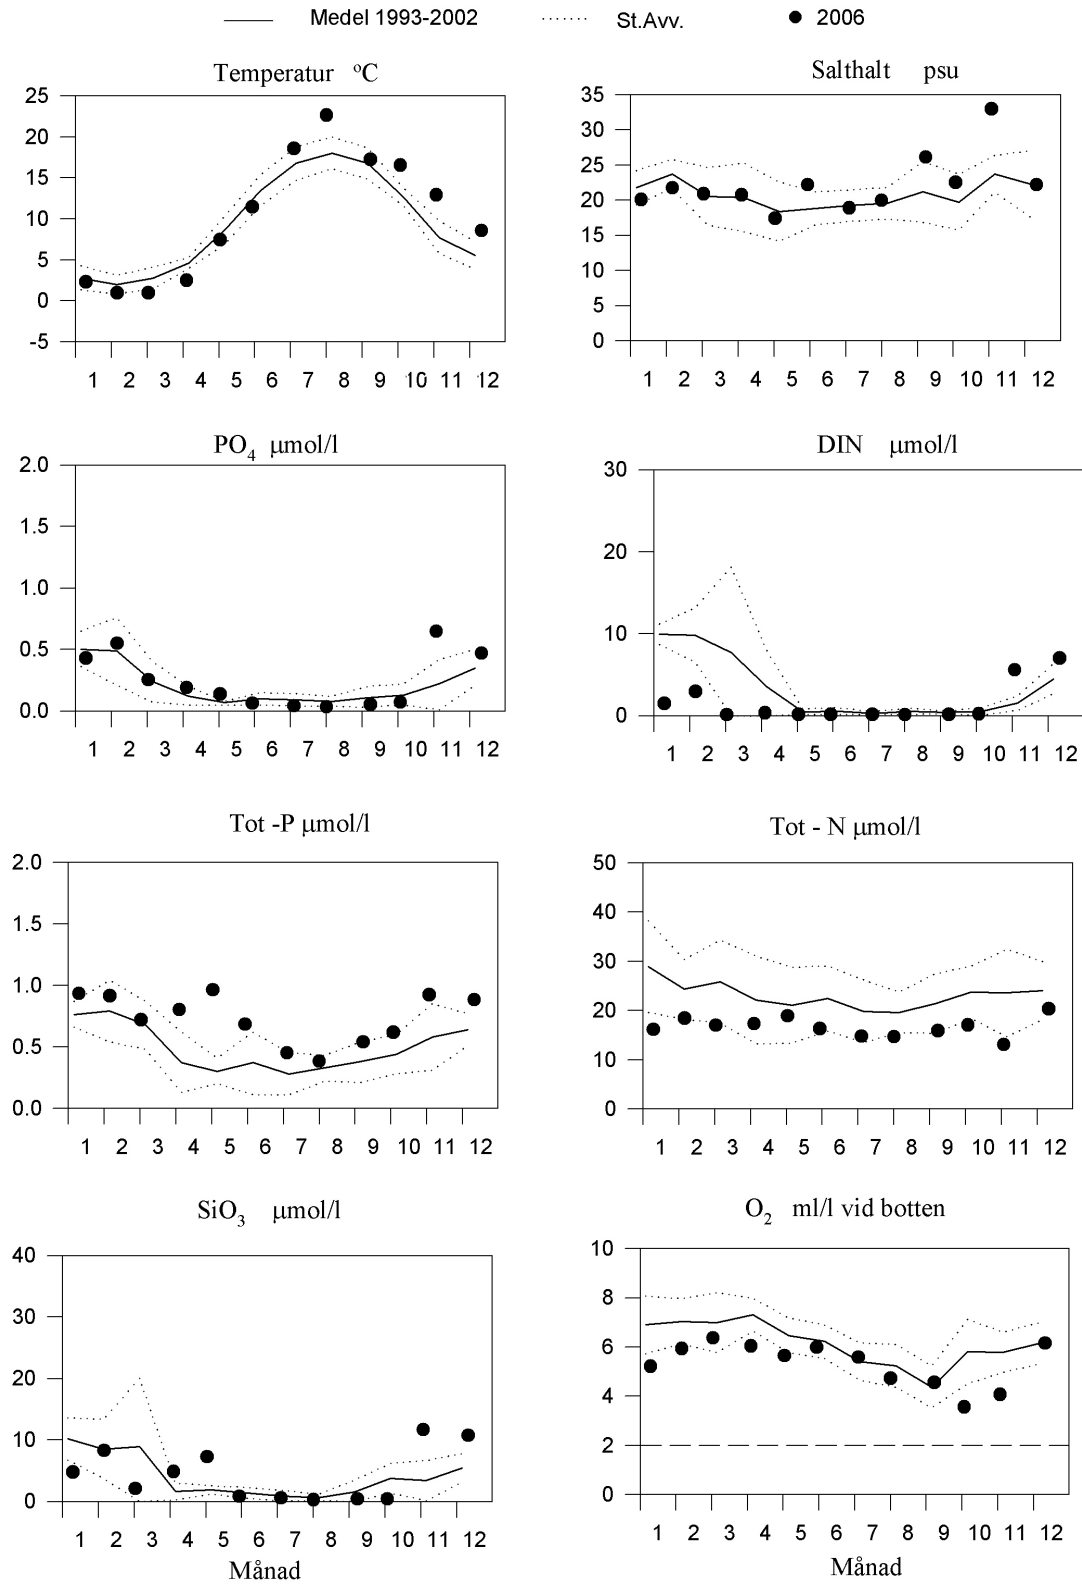 Medel 1993-2002 St.Avv. 2006
Temperatur °C
25
20
15
10
5
0
-5
1 2 3 4 5 6 7 8 9 10 11 12
Salthalt psu
35
30
25
20
15
10
5
0
1 2 3 4 5 6 7 8 9 10 11 12
PO4 µmol/l
2.0
1.5
1.0
0.5
0.0
1 2 3 4 5 6 7 8 9 10 11 12
DIN µmol/l
30
20
10
0
1 2 3 4 5 6 7 8 9 10 11 12
Tot -P µmol/l
2.0
1.5
1.0
0.5
0.0
1 2 3 4 5 6 7 8 9 10 11 12
Tot - N µmol/l
50
40
30
20
10
0
1 2 3 4 5 6 7 8 9 10 11 12
SiO3 µmol/l
40
30
20
10
0
1 2 3 4 5 6 7 8 9 10 11 12
Månad
O2 ml/l vid botten
10
8
6
4
2
0
1 2 3 4 5 6 7 8 9 10 11 12
Månad